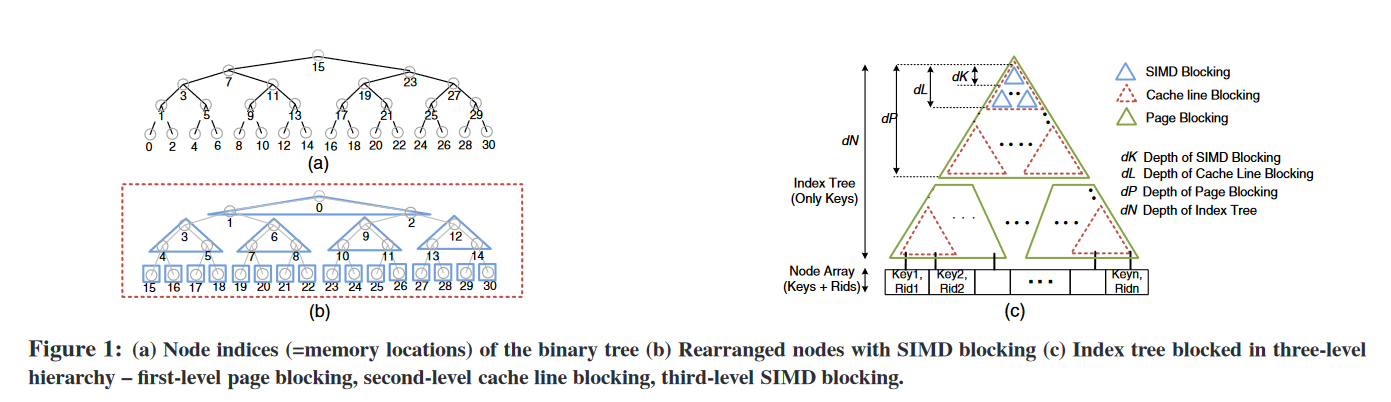 15
7 23
3 11 19 27
1 5 9 13 17 21 25 29
0 2 4 6 8 10 12 14 16 18 20 22 24 26 28 30
(a)
0
1 2
3 6 9 12
4 5 7 8 10 11 13 14
15 16 17 18 19 20 21 22 23 24 25 26 27 28 29 30
(b)
dK
dL
dP
dN
Index Tree
(Only Keys)
Node Array
(Keys + Rids)
Key1,
Rid1
Key2,
Rid2
Keyn,
Ridn
(c)
SIMD Blocking
Cache line Blocking
Page Blocking
dK Depth of SIMD Blocking
dL Depth of Cache Line Blocking
dP Depth of Page Blocking
dN Depth of Index Tree
Figure 1: (a) Node indices (=memory locations) of the binary tree (b) Rearranged nodes with SIMD blocking (c) Index tree blocked in three-level
hierarchy – first-level page blocking, second-level cache line blocking, third-level SIMD blocking.